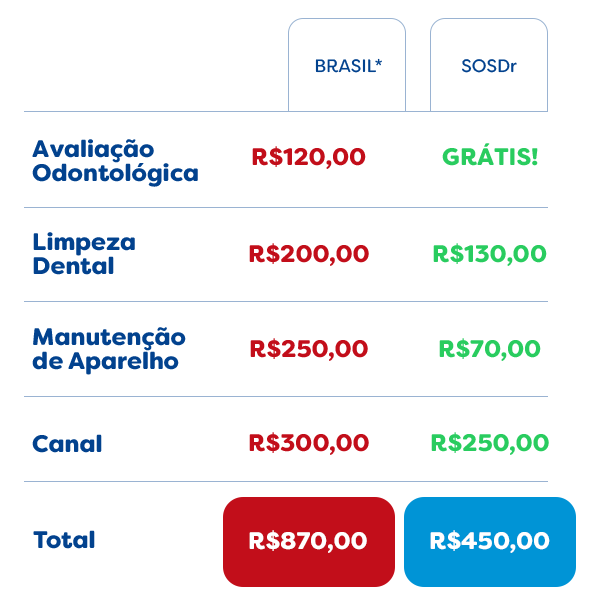 BRASIL* SOSDr
Avaliação
Odontológica R$120,00 GRÁTIS!
Limpeza
Dental R$200,00 R$130,00
Manutenção
de Aparelho R$250,00 R$70,00
Canal R$300,00 R$250,00
Total R$870,00 R$450,00